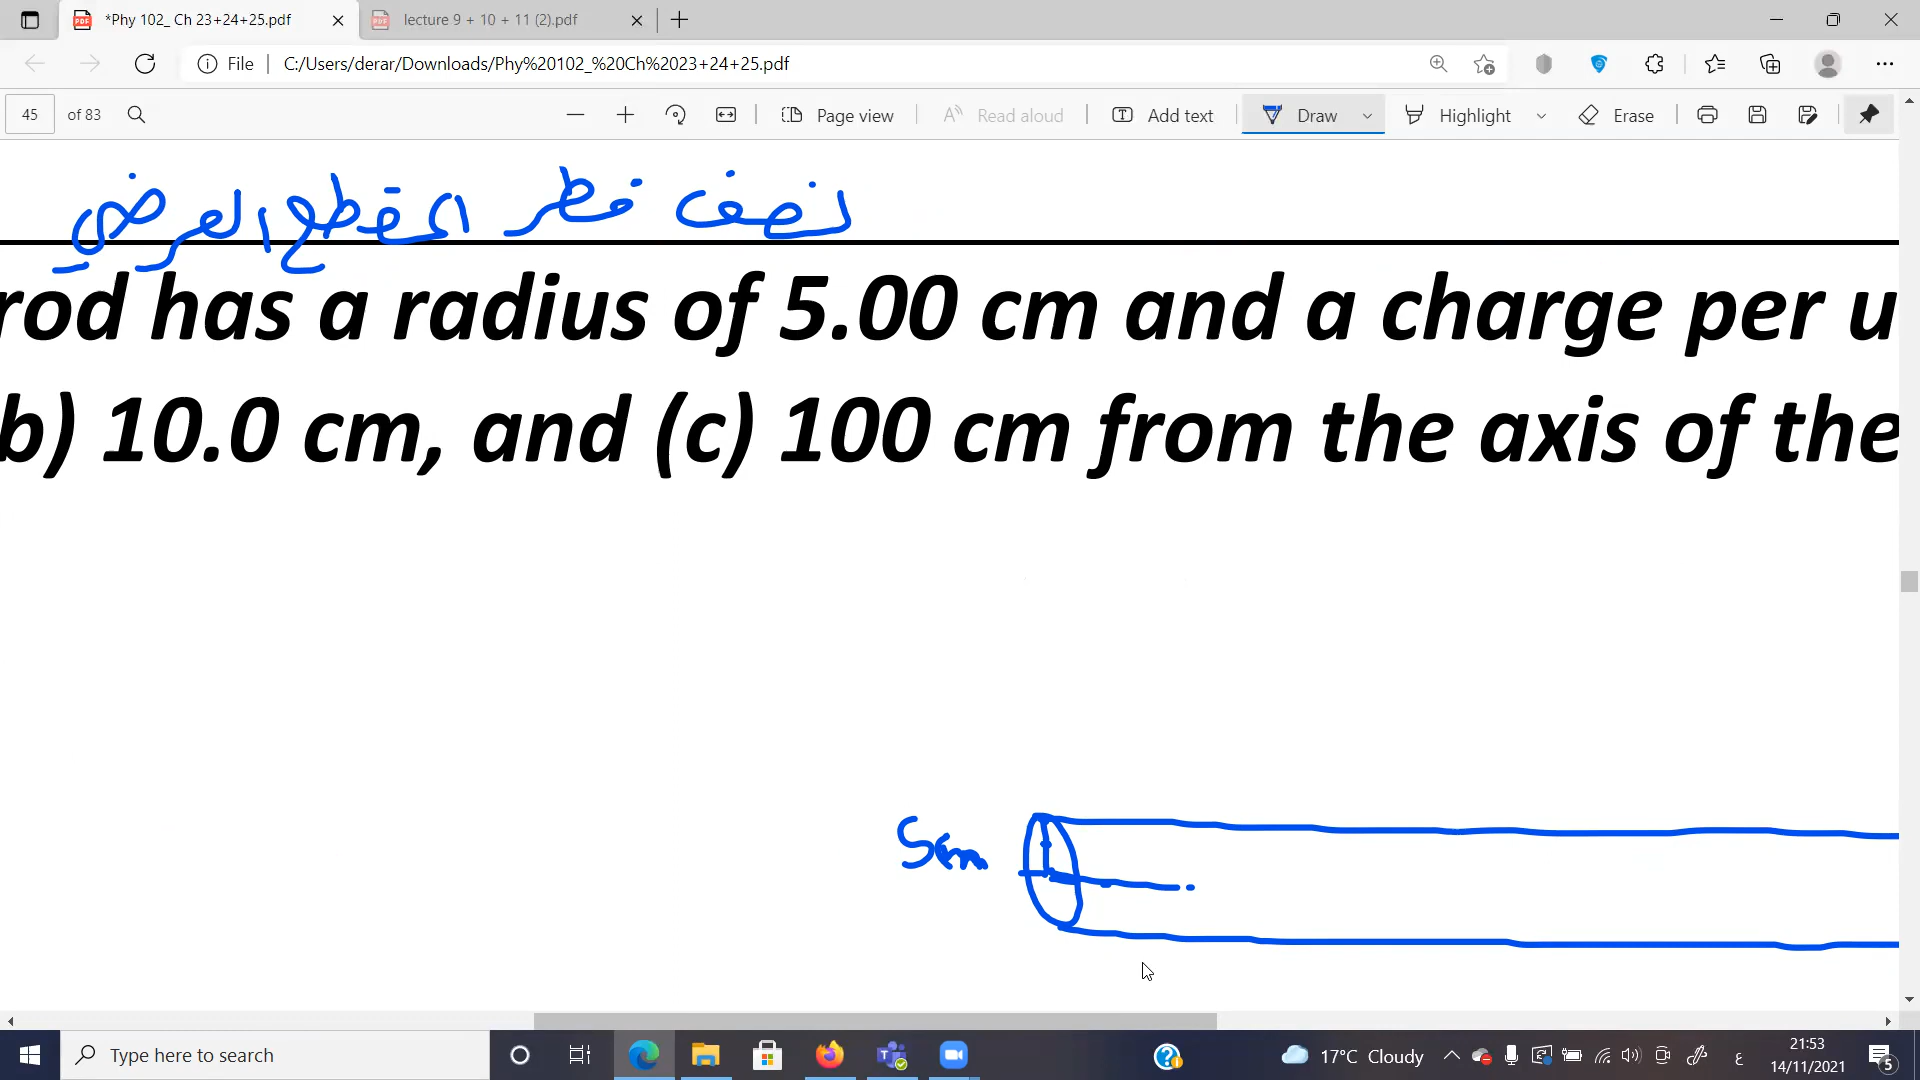 *Phy 102_ Ch 23+24+25.pdf
lecture 9 + 10 + 11 (2).pdf
File
C:/Users/derar/Downloads/Phy%20102_%20Ch%2023+24+25.pdf
45 of 83
Page view
Read aloud
Add text
Draw
Highlight
Erase
نصف قطر المقطع العرضي
rod has a radius of 5.00 cm and a charge per u
b) 10.0 cm, and (c) 100 cm from the axis of the
5cm
Type here to search
17°C Cloudy
ع
21:53
14/11/2021
5